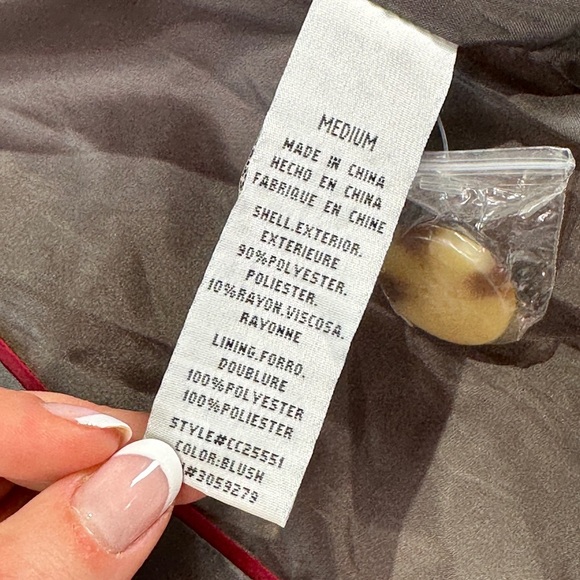 MEDIUM
MADE IN CHINA
HECHO EN CHINA
FABRIQUE EN CHINE
SHELL.EXTERIOR.
EXTERIEURE
90%POLYESTER.
POLIESTER.
10%RAYON.VISCOSA.
RAYONNE
LINING.FORRO.
DOUBLURE
100%POLYESTER
100%POLIESTER
STYLE#CC25551
COLOR:BLUSH
#3059279